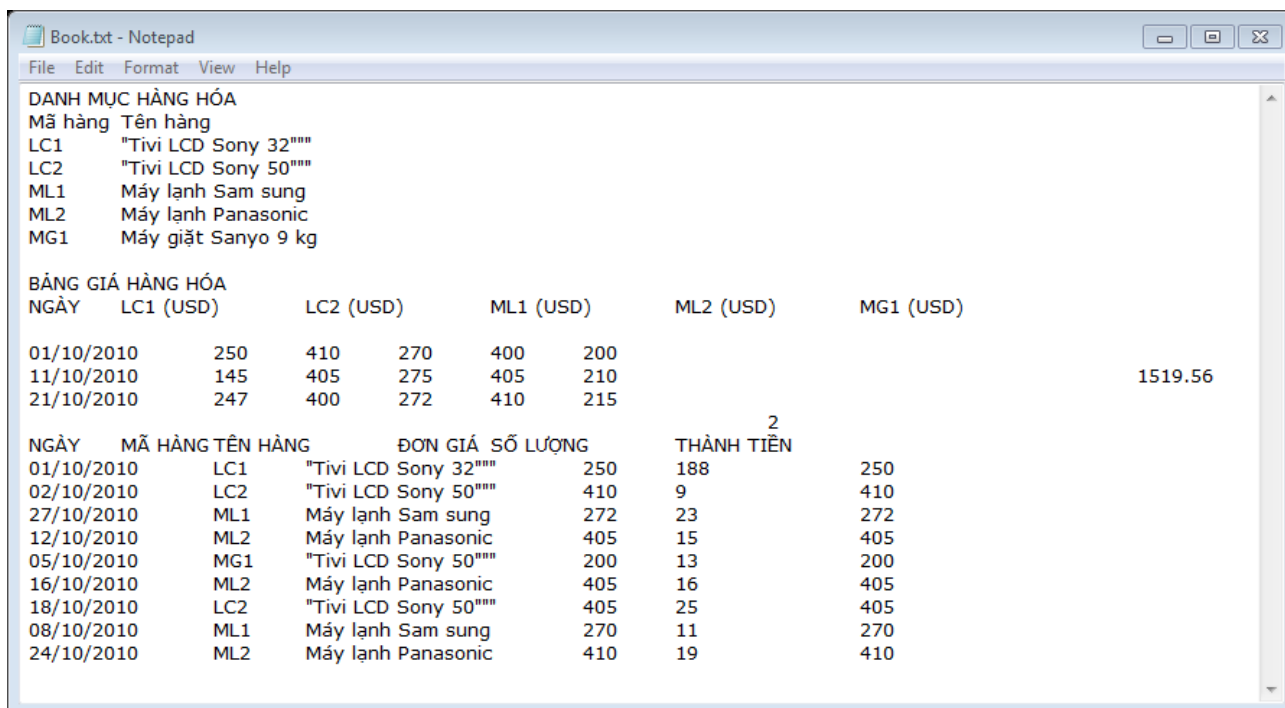 Book.txt - Notepad
File Edit Format View Help
DANH MỤC HÀNG HÓA
Mã hàng Tên hàng
LC1 "Tivi LCD Sony 32"""
LC2 "Tivi LCD Sony 50"""
ML1 Máy lạnh Sam sung
ML2 Máy lạnh Panasonic
MG1 Máy giặt Sanyo 9 kg
BẢNG GIÁ HÀNG HÓA
NGÀY LC1 (USD) LC2 (USD) ML1 (USD) ML2 (USD) MG1 (USD)
01/10/2010 250 410 270 400 200
11/10/2010 145 405 275 405 210 1519.56
21/10/2010 247 400 272 410 215
2
NGÀY MÃ HÀNG TÊN HÀNG ĐƠN GIÁ SỐ LƯỢNG THÀNH TIỀN
01/10/2010 LC1 "Tivi LCD Sony 32""" 250 188 250
02/10/2010 LC2 "Tivi LCD Sony 50""" 410 9 410
27/10/2010 ML1 Máy lạnh Sam sung 272 23 272
12/10/2010 ML2 Máy lạnh Panasonic 405 15 405
05/10/2010 MG1 "Tivi LCD Sony 50""" 200 13 200
16/10/2010 ML2 Máy lạnh Panasonic 405 16 405
18/10/2010 LC2 "Tivi LCD Sony 50""" 405 25 405
08/10/2010 ML1 Máy lạnh Sam sung 270 11 270
24/10/2010 ML2 Máy lạnh Panasonic 410 19 410